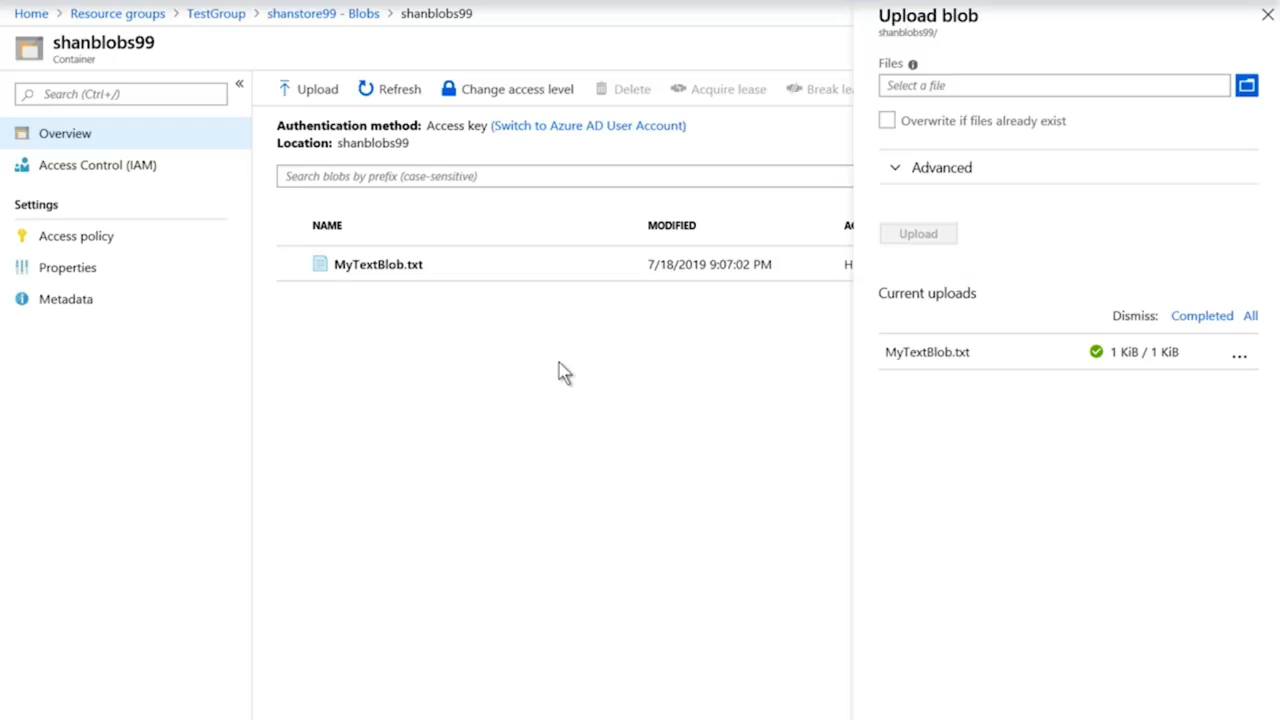 Home > Resource groups > TestGroup > shanstore99 - Blobs > shanblobs99
shanblobs99
Container
Search (Ctrl+/)
«
Overview
Access Control (IAM)
Settings
Access policy
Properties
Metadata
Upload Refresh Change access level Delete Acquire lease Break lea
Authentication method: Access key (Switch to Azure AD User Account)
Location: shanblobs99
Search blobs by prefix (case-sensitive)
NAME MODIFIED AC
MyTextBlob.txt 7/18/2019 9:07:02 PM H
Upload blob
shanblobs99/
Files
Select a file
Overwrite if files already exist
Advanced
Upload
Current uploads
Dismiss: Completed All
MyTextBlob.txt 1 KiB / 1 KiB ...